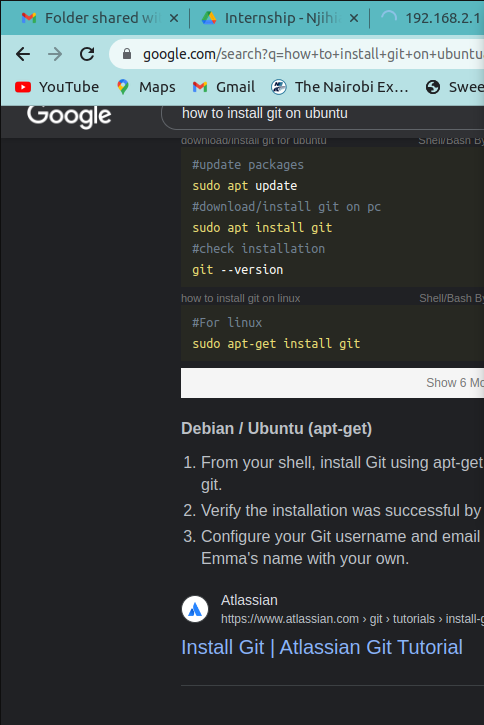 Folder shared wi
Internship - Njihi
192.168.2.1
google.com/search?q=how+to+install+git+on+ubuntu
YouTube
Maps
Gmail
The Nairobi Ex…
Swee
Google
how to install git on ubuntu
download/install git for ubuntu
Shell/Bash By
#update packages
sudo apt update
#download/install git on pc
sudo apt install git
#check installation
git --version
how to install git on linux
Shell/Bash By
#For linux
sudo apt-get install git
Show 6 Mo
Debian / Ubuntu (apt-get)
1. From your shell, install Git using apt-get
git.
2. Verify the installation was successful by
3. Configure your Git username and email
Emma's name with your own.
Atlassian
https://www.atlassian.com › git › tutorials › install-g
Install Git | Atlassian Git Tutorial